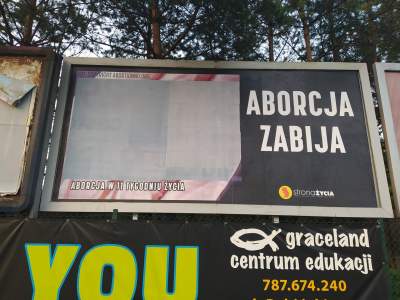 ABORCJA
ZABIJA
ABORCJA W 11 TYGODNIU ŻYCIA
stronażYCIA
YOU
graceland
centrum edukacji
787.674.240